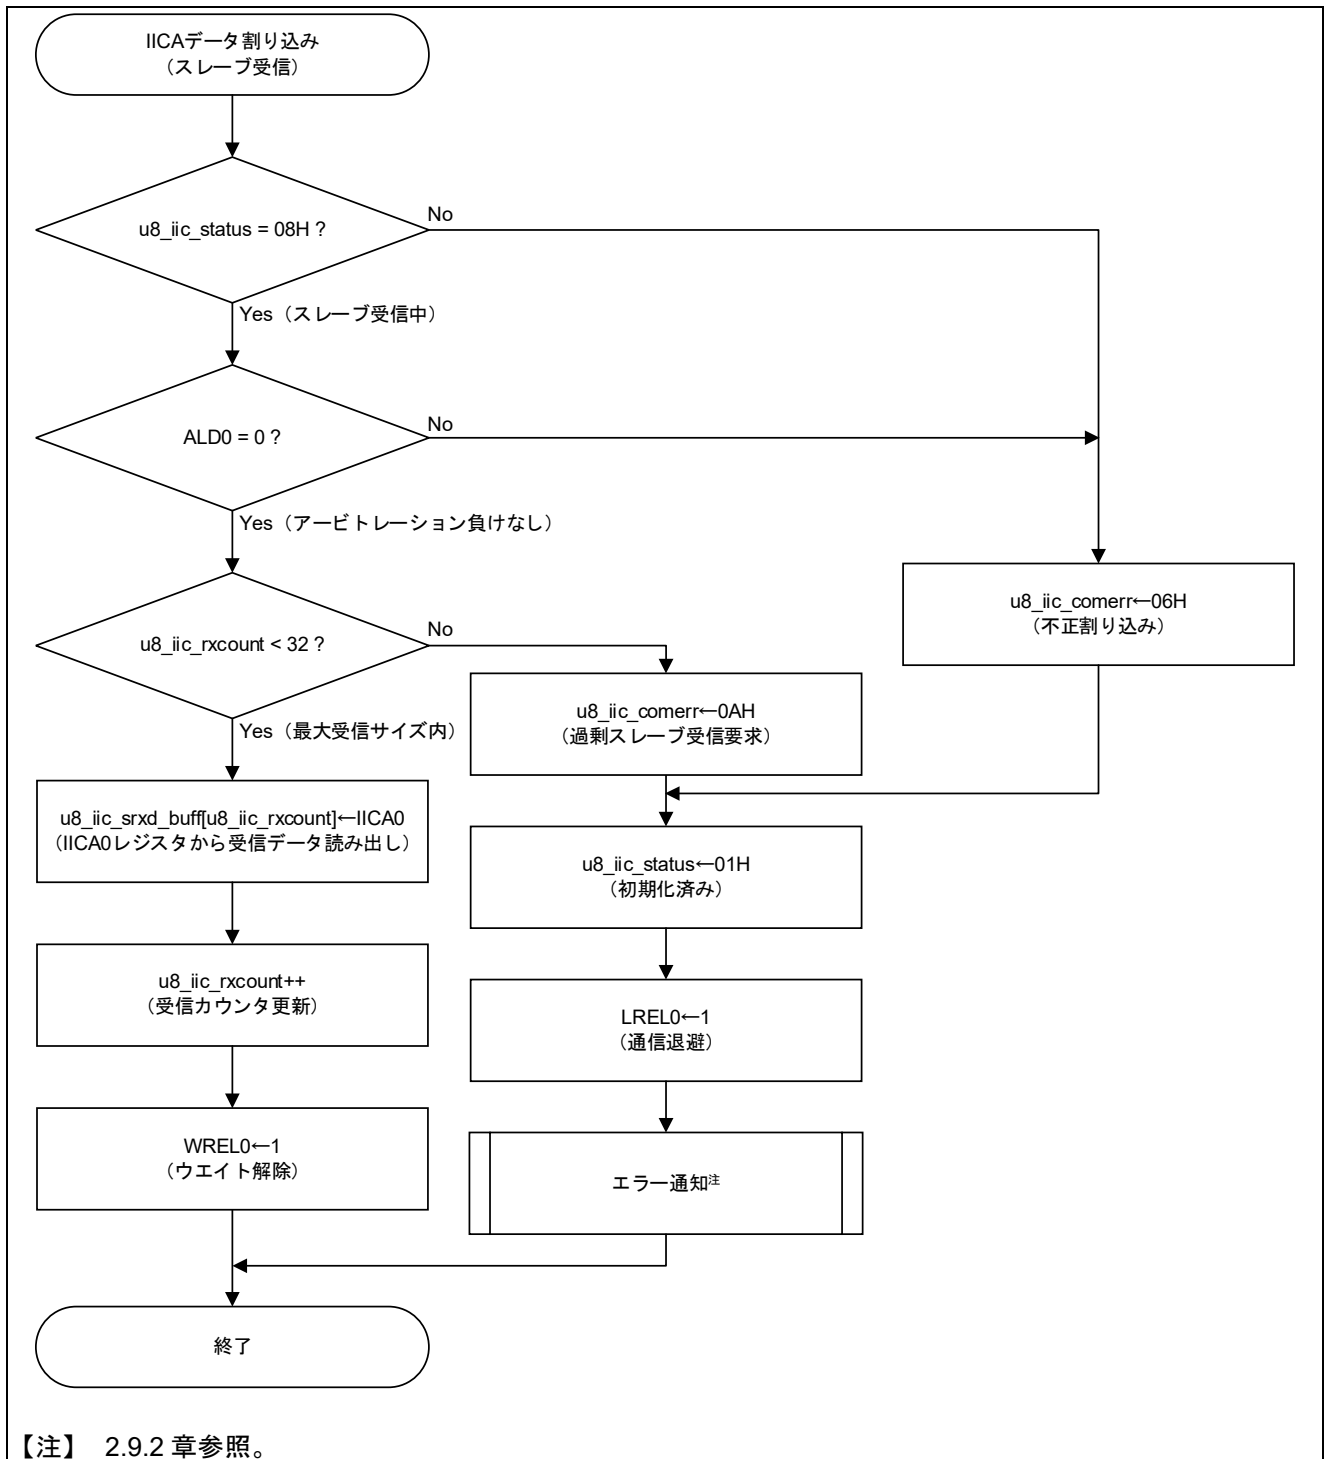 IICAデータ割り込み
（スレーブ受信）
u8_iic_status = 08H ?
No
Yes（スレーブ受信中）
ALD0 = 0 ?
No
Yes（アービトレーション負けなし）
u8_iic_comerr←06H
（不正割り込み）
u8_iic_rxcount < 32 ?
No
Yes（最大受信サイズ内）
u8_iic_comerr←0AH
（過剰スレーブ受信要求）
u8_iic_srxd_buff[u8_iic_rxcount]←IICA0
（IICA0レジスタから受信データ読み出し）
u8_iic_status←01H
（初期化済み）
u8_iic_rxcount++
（受信カウンタ更新）
LREL0←1
（通信退避）
WREL0←1
（ウエイト解除）
エラー通知注
終了
【注】 2.9.2 章参照。